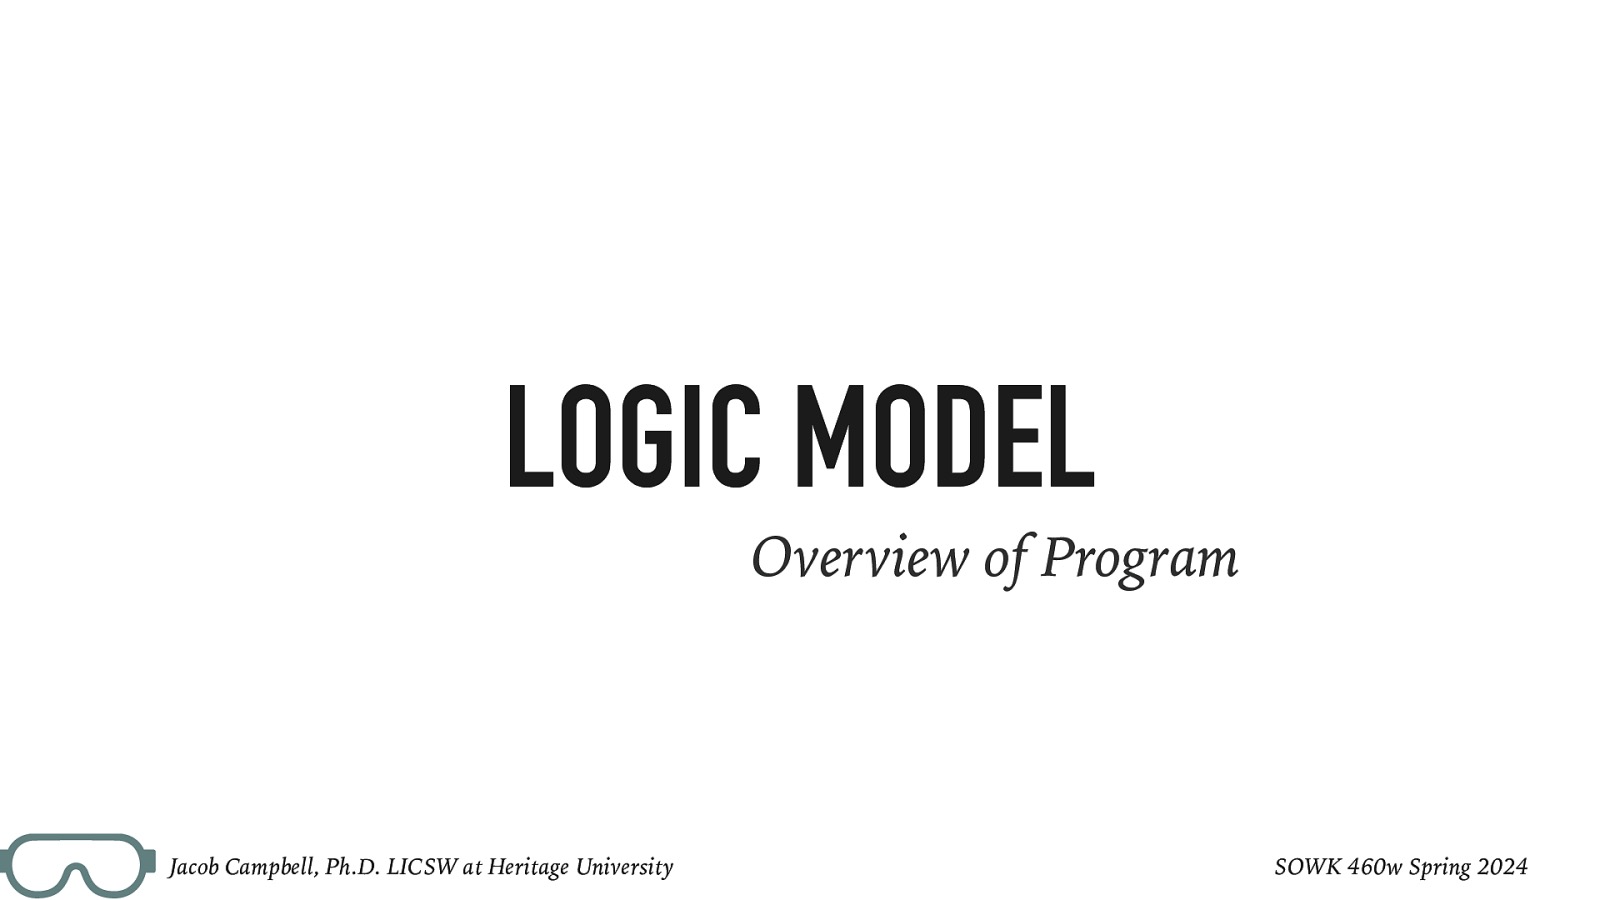 LOGIC MODEL
Overview of Program
Jacob Campbell, Ph.D. LICSW at Heritage University
SOWK 460w Spring 2024